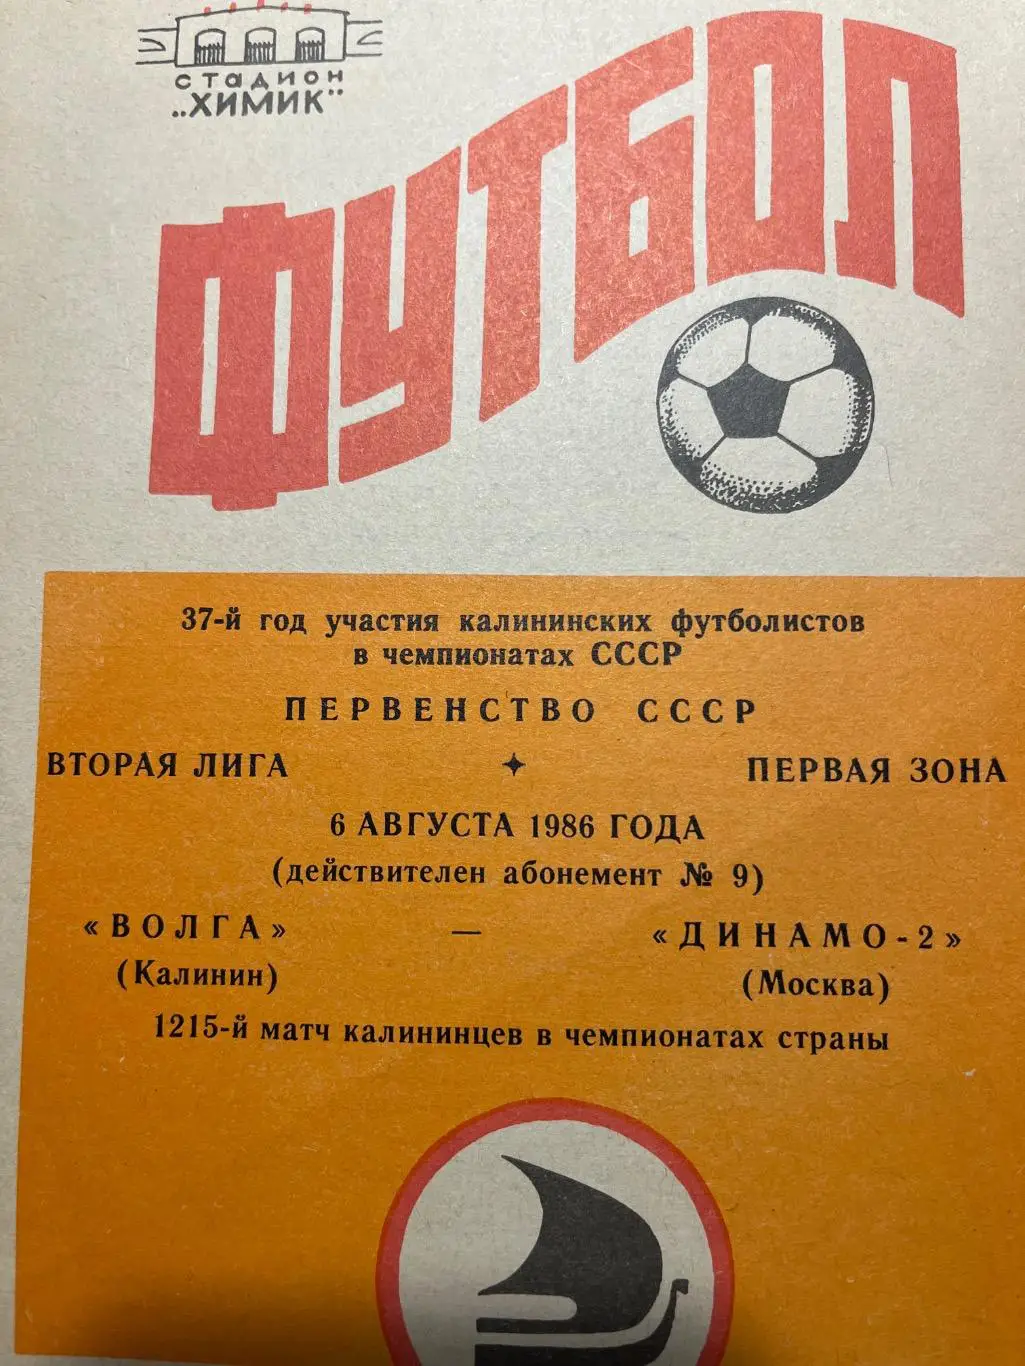 стадион
„ХИМИК"
ФУТБОЛ
37-й год участия калининских футболистов
в чемпионатах СССР
ПЕРВЕНСТВО СССР
ВТОРАЯ ЛИГА ПЕРВАЯ ЗОНА
6 АВГУСТА 1986 ГОДА
(действителен абонемент № 9)
«ВОЛГА» — «ДИНАМО-2»
(Калинин) (Москва)
1215-й матч калининцев в чемпионатах страны